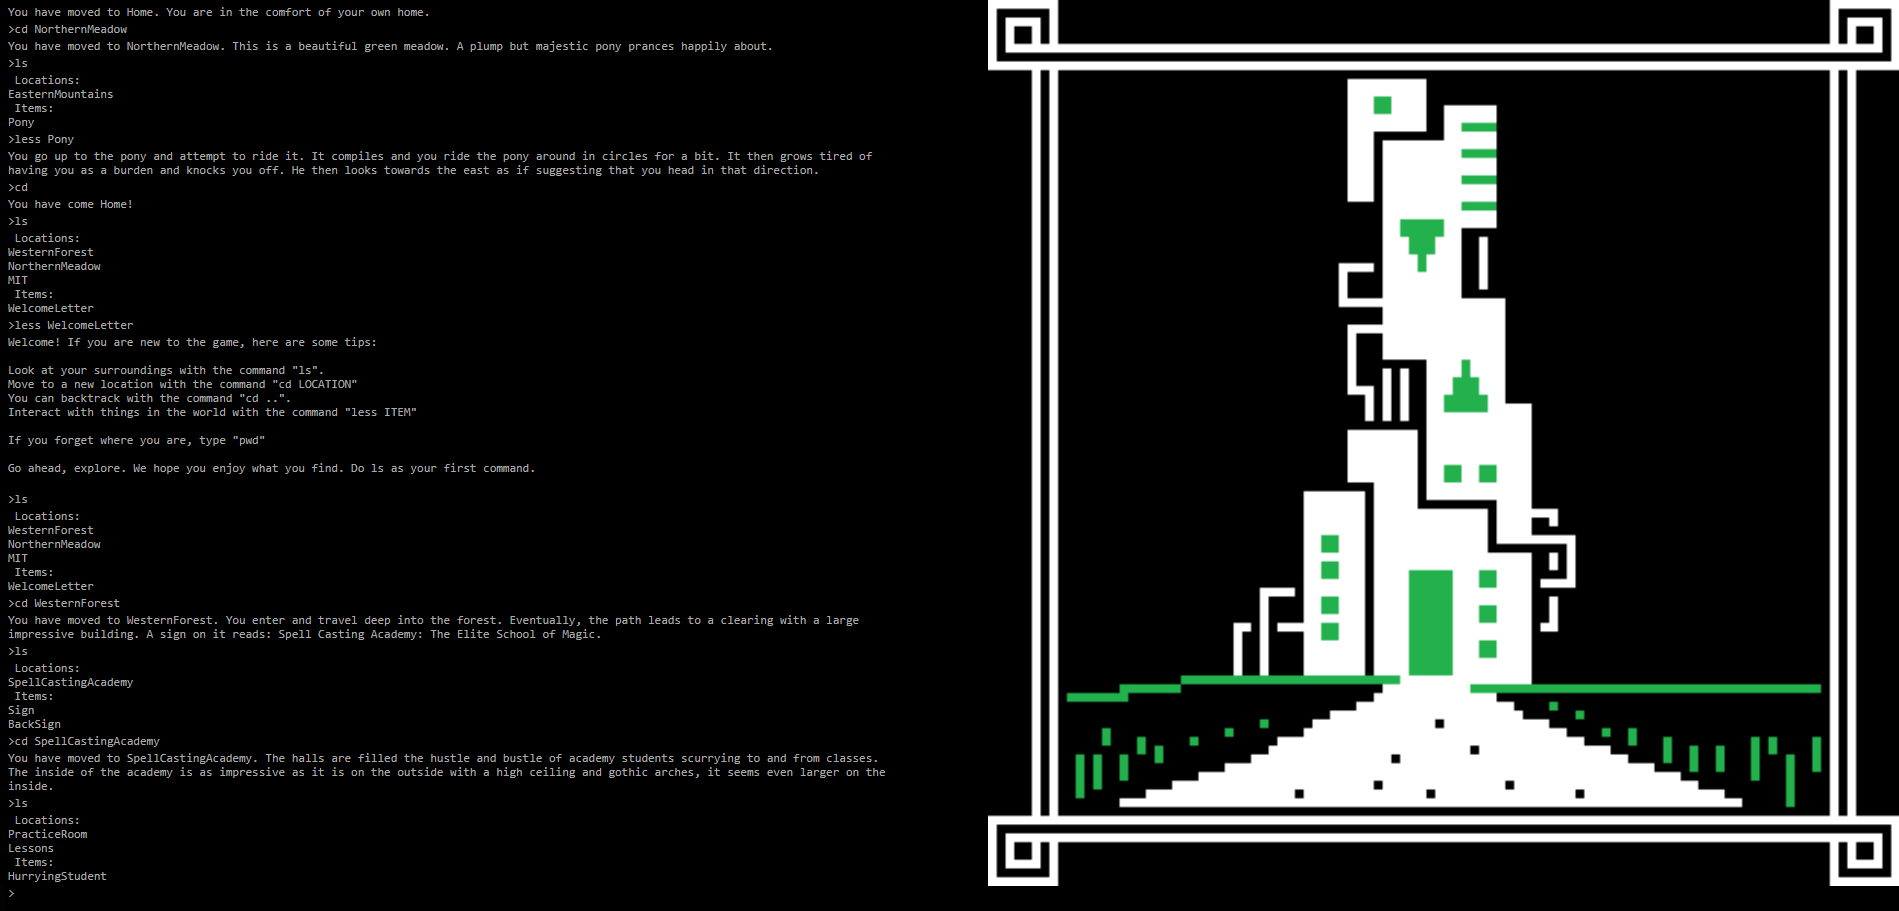 You have moved to Home. You are in the comfort of your own home.
>cd NorthernMeadow
You have moved to NorthernMeadow. This is a beautiful green meadow. A plump but majestic pony prances happily about.
>ls
Locations:
EasternMountains
Items:
Pony
>less Pony
You go up to the pony and attempt to ride it. It compiles and you ride the pony around in circles for a bit. It then grows tired of
having you as a burden and knocks you off. He then looks towards the east as if suggesting that you head in that direction.
>cd
You have come Home!
>ls
Locations:
WesternForest
NorthernMeadow
MIT
Items:
WelcomeLetter
>less WelcomeLetter
Welcome! If you are new to the game, here are some tips:
Look at your surroundings with the command "ls".
Move to a new location with the command "cd LOCATION"
You can backtrack with the command "cd ..".
Interact with things in the world with the command "less ITEM"
If you forget where you are, type "pwd"
Go ahead, explore. We hope you enjoy what you find. Do ls as your first command.
>ls
Locations:
WesternForest
NorthernMeadow
MIT
Items:
WelcomeLetter
>cd WesternForest
You have moved to WesternForest. You enter and travel deep into the forest. Eventually, the path leads to a clearing with a large
impressive building. A sign on it reads: Spell Casting Academy: The Elite School of Magic.
>ls
Locations:
SpellCastingAcademy
Items:
Sign
BackSign
>cd SpellCastingAcademy
You have moved to SpellCastingAcademy. The halls are filled the hustle and bustle of academy students scurrying to and from classes.
The inside of the academy is as impressive as it is on the outside with a high ceiling and gothic arches, it seems even larger on the
inside.
>ls
Locations:
PracticeRoom
Lessons
Items:
HurryingStudent
>